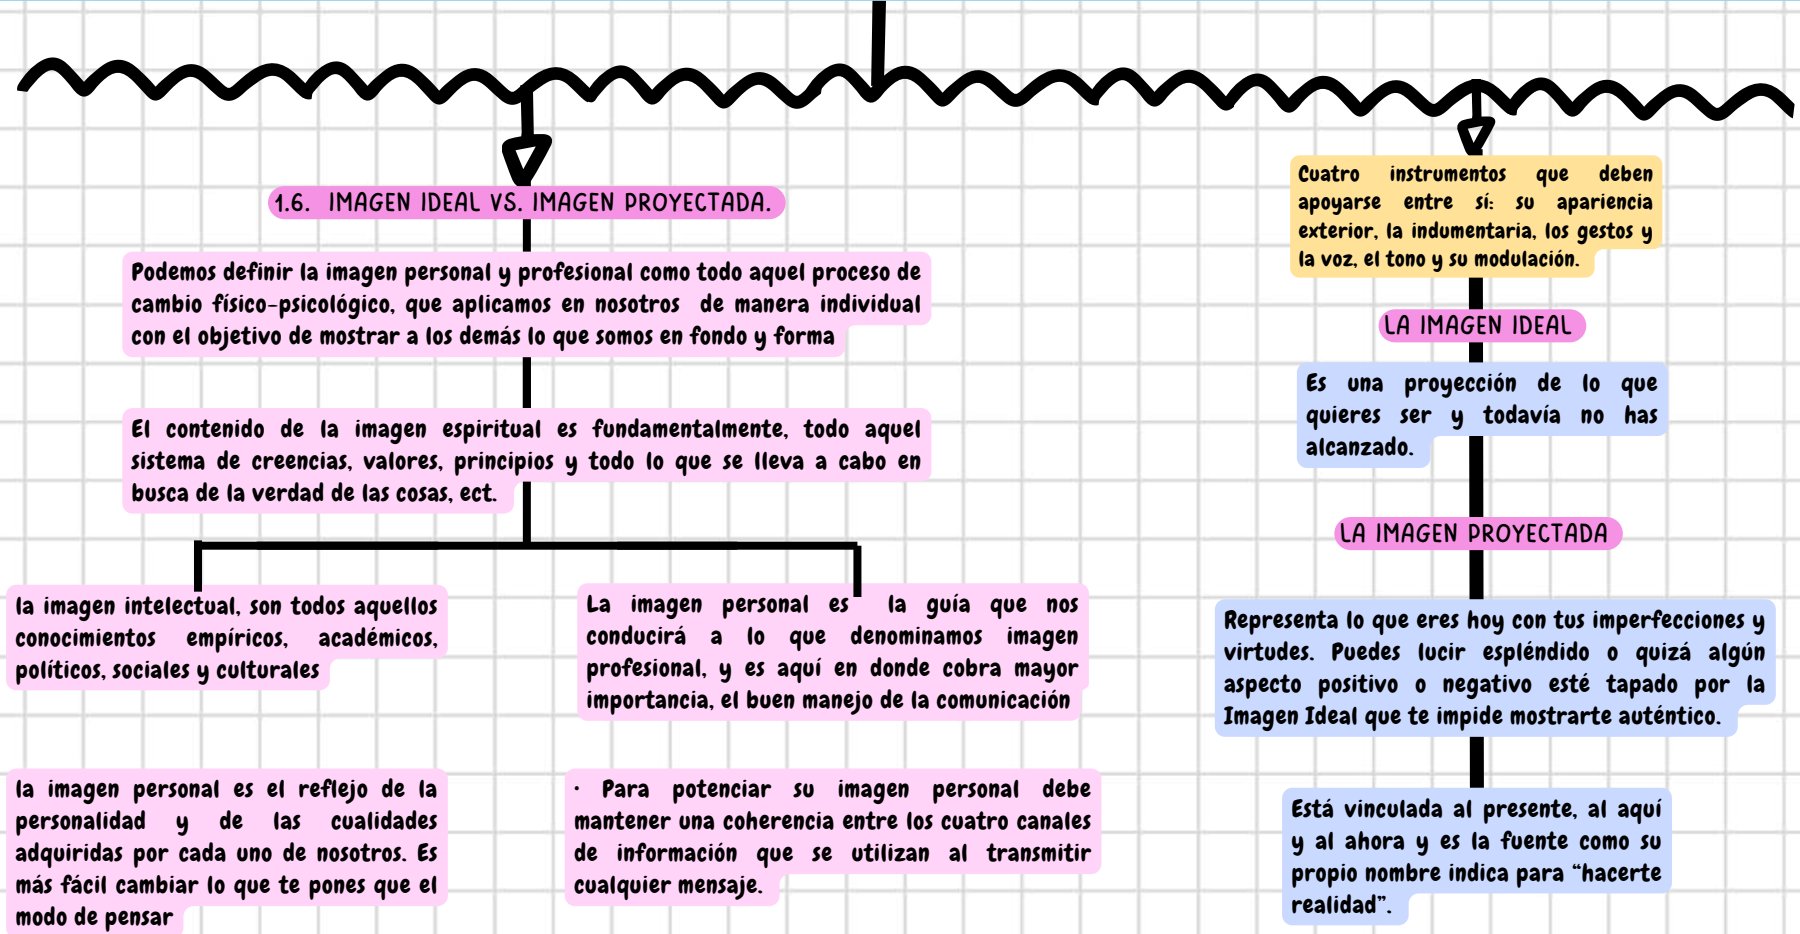 1.6. IMAGEN IDEAL VS. IMAGEN PROYECTADA.
Podemos definir la imagen personal y profesional como todo aquel proceso de
cambio físico-psicológico, que aplicamos en nosotros de manera individual
con el objetivo de mostrar a los demás lo que somos en fondo y forma
El contenido de la imagen espiritual es fundamentalmente, todo aquel
sistema de creencias, valores, principios y todo lo que se lleva a cabo en
busca de la verdad de las cosas, ect.
la imagen intelectual, son todos aquellos
conocimientos empíricos, académicos,
políticos, sociales y culturales
la imagen personal es el reflejo de la
personalidad y de las cualidades
adquiridas por cada uno de nosotros. Es
más fácil cambiar lo que te pones que el
modo de pensar
La imagen personal es la guía que nos
conducirá a lo que denominamos imagen
profesional, y es aquí en donde cobra mayor
importancia, el buen manejo de la comunicación
· Para potenciar su imagen personal debe
mantener una coherencia entre los cuatro canales
de información que se utilizan al transmitir
cualquier mensaje.
Cuatro instrumentos que deben
apoyarse entre sí: su apariencia
exterior, la indumentaria, los gestos y
la voz, el tono y su modulación.
LA IMAGEN IDEAL
Es una proyección de lo que
quieres ser y todavía no has
alcanzado.
LA IMAGEN PROYECTADA
Representa lo que eres hoy con tus imperfecciones y
virtudes. Puedes lucir espléndido o quizá algún
aspecto positivo o negativo esté tapado por la
Imagen Ideal que te impide mostrarte auténtico.
Está vinculada al presente, al aquí
y al ahora y es la fuente como su
propio nombre indica para “hacerte
realidad”.